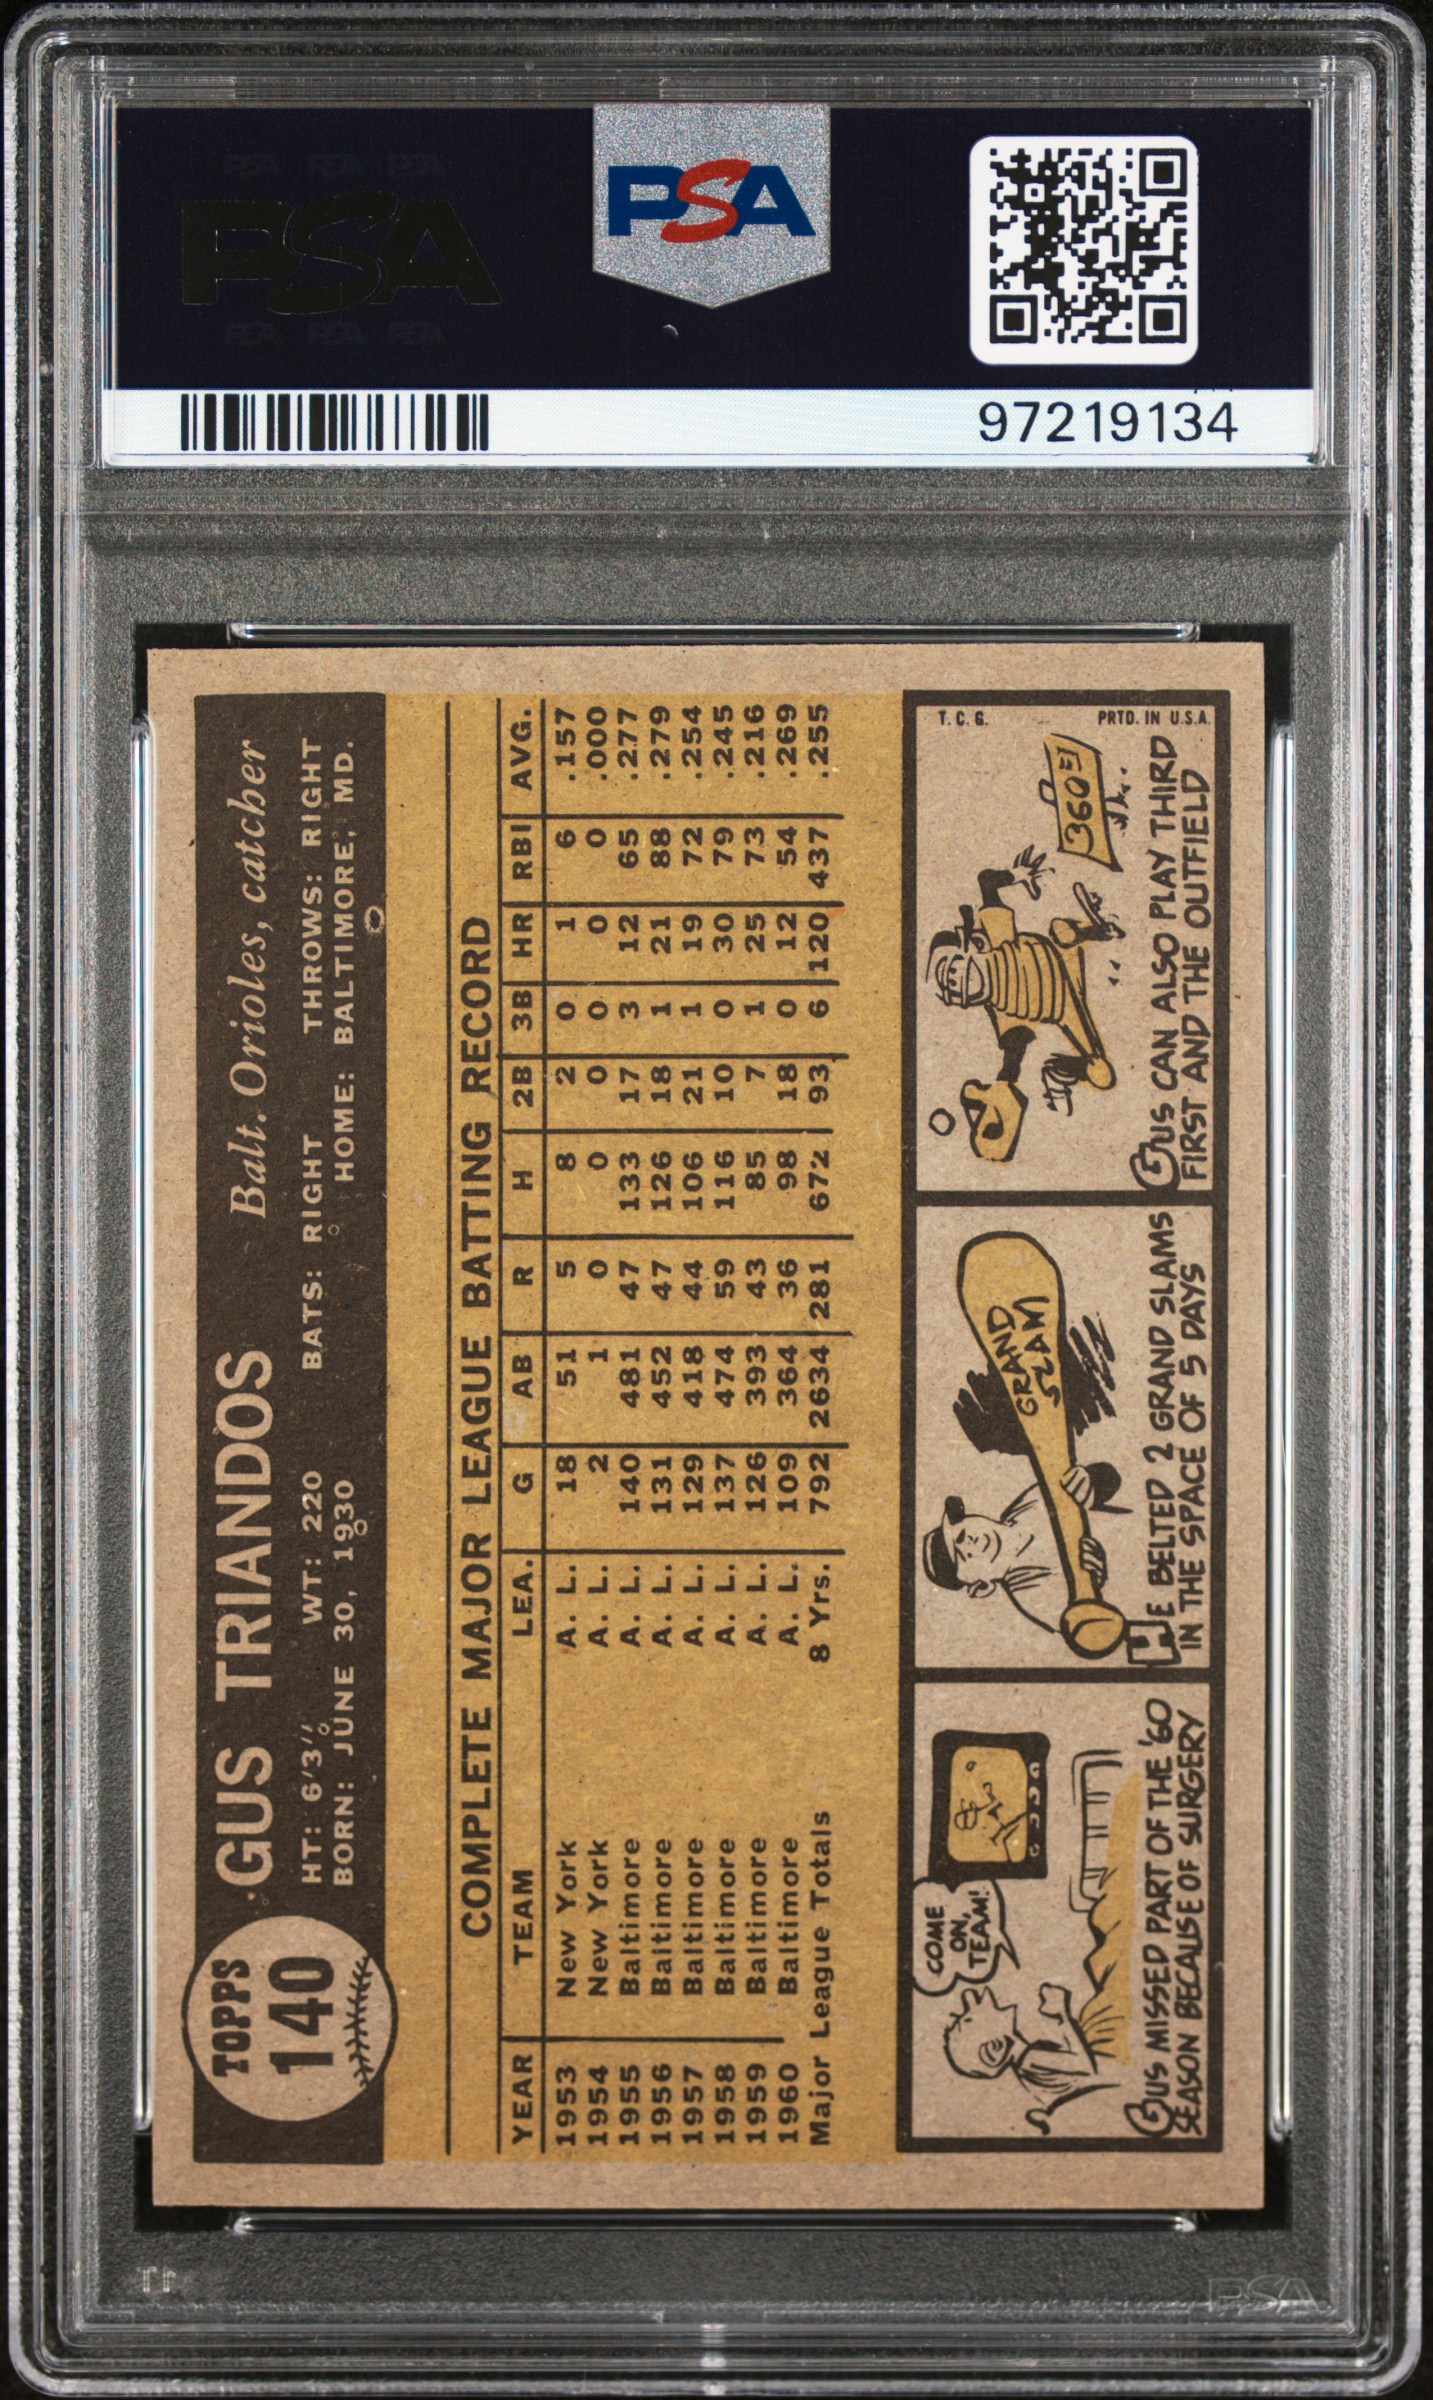 PSA PSA PSA
PSA
PSA PSA PSA
PSA
97219134
TOPPS
140
GUS TRIANDOS
Balt. Orioles, catcher
HT: 6'3" WT: 220 BATS: RIGHT THROWS: RIGHT
BORN: JUNE 30, 1930 HOME: BALTIMORE, MD.
COMPLETE MAJOR LEAGUE BATTING RECORD
YEAR TEAM LEA. G AB R H 2B 3B HR RBI AVG.
1953 New York A. L. 18 51 5 8 2 0 1 6 .157
1954 New York A. L. 2 1 0 0 0 0 0 0 .000
1955 Baltimore A. L. 140 481 47 133 17 3 12 65 .277
1956 Baltimore A. L. 131 452 47 126 18 1 21 88 .279
1957 Baltimore A. L. 129 418 44 106 21 1 19 72 .254
1958 Baltimore A. L. 137 474 59 116 10 0 30 79 .245
1959 Baltimore A. L. 126 393 43 85 7 1 25 73 .216
1960 Baltimore A. L. 109 364 36 98 18 0 12 54 .269
Major League Totals 8 Yrs. 792 2634 281 672 93 6 120 437 .255
COME
ON,
TEAM!
GUS MISSED PART OF THE '60
SEASON BECAUSE OF SURGERY
GRAND
SLAM
HE BELTED 2 GRAND SLAMS
IN THE SPACE OF 5 DAYS
T. C. G.
PRTD. IN U.S.A.
360
GUS CAN ALSO PLAY THIRD
FIRST AND THE OUTFIELD
PSA